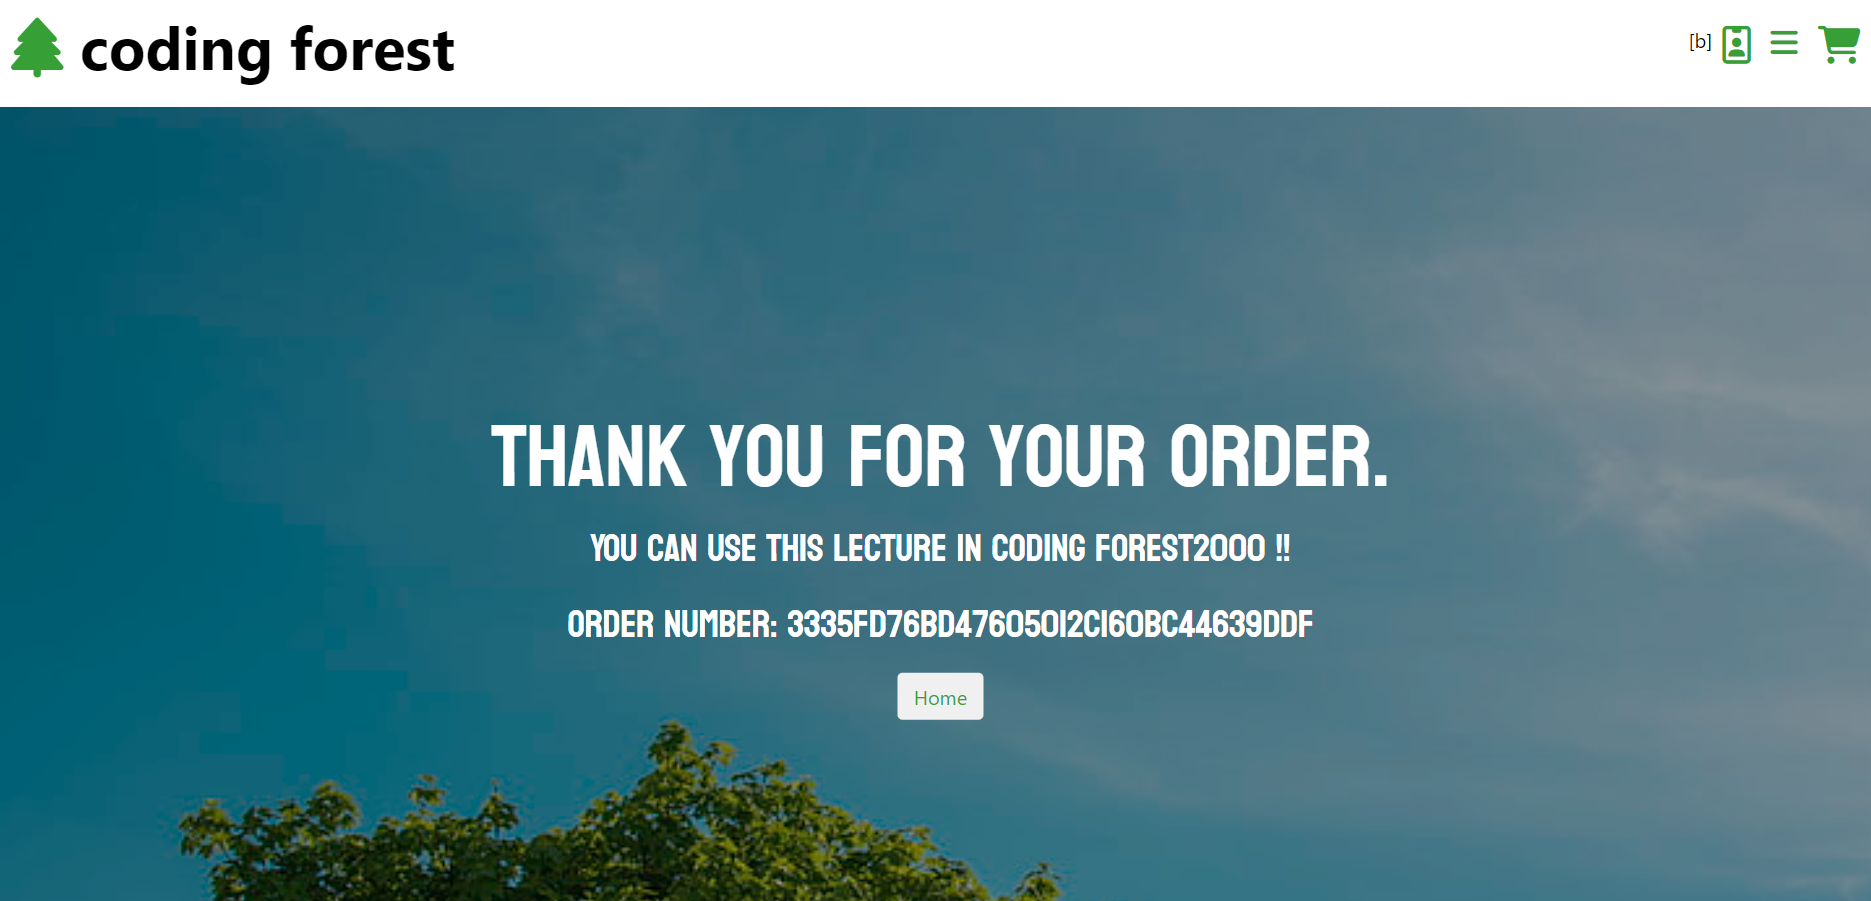 coding forest
[b]
THANK YOU FOR YOUR ORDER.
YOU CAN USE THIS LECTURE IN CODING FOREST2000 !!
ORDER NUMBER: 3335FD76BD47605012C160BC44639DDF
Home